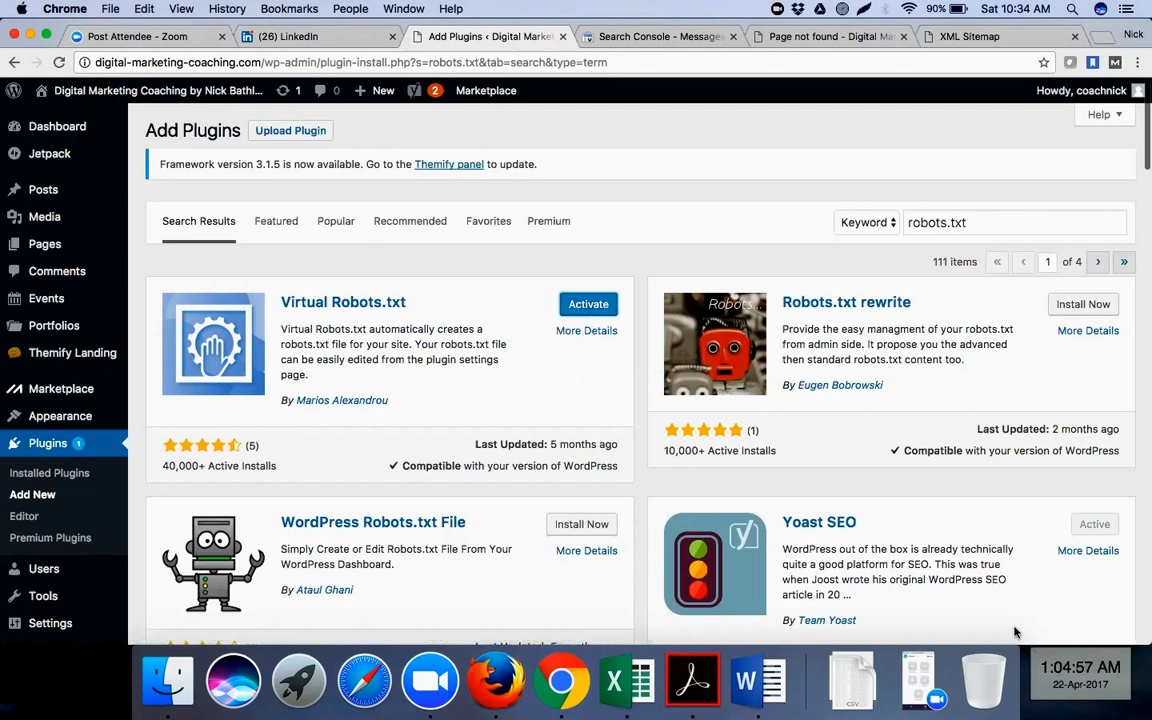 Chrome File Edit View History Bookmarks People Window Help 90% Sat 10:34 AM
Post Attendee - Zoom (26) LinkedIn Add Plugins ‹ Digital Marke Search Console - Messages Page not found - Digital Ma XML Sitemap Nick
digital-marketing-coaching.com/wp-admin/plugin-install.php?s=robots.txt&tab=search&type=term
Digital Marketing Coaching by Nick Bathl... 1 + New 2 Marketplace Howdy, coachnick
Dashboard
Jetpack
Posts
Media
Pages
Comments
Events
Portfolios
Themify Landing
Marketplace
Appearance
Plugins 1
Installed Plugins
Add New
Editor
Premium Plugins
Users
Tools
Settings
Add Plugins Upload Plugin Help
Framework version 3.1.5 is now available. Go to the Themify panel to update.
Search Results Featured Popular Recommended Favorites Premium Keyword robots.txt
111 items « ‹ 1 of 4 › »
Virtual Robots.txt Activate
More Details
Virtual Robots.txt automatically creates a
robots.txt file for your site. Your robots.txt file
can be easily edited from the plugin settings
page.
By Marios Alexandrou
(5) Last Updated: 5 months ago
40,000+ Active Installs ✓ Compatible with your version of WordPress
Robots...
Robots.txt rewrite Install Now
More Details
Provide the easy managment of your robots.txt
from admin side. It propose you the advanced
then standard robots.txt content too.
By Eugen Bobrowski
(1) Last Updated: 2 months ago
10,000+ Active Installs ✓ Compatible with your version of WordPress
WordPress Robots.txt File Install Now
More Details
Simply Create or Edit Robots.txt File From Your
WordPress Dashboard.
By Ataul Ghani
Yoast SEO Active
More Details
WordPress out of the box is already technically
quite a good platform for SEO. This was true
when Joost wrote his original WordPress SEO
article in 20 ...
By Team Yoast
CSV
1:04:57 AM
22-Apr-2017